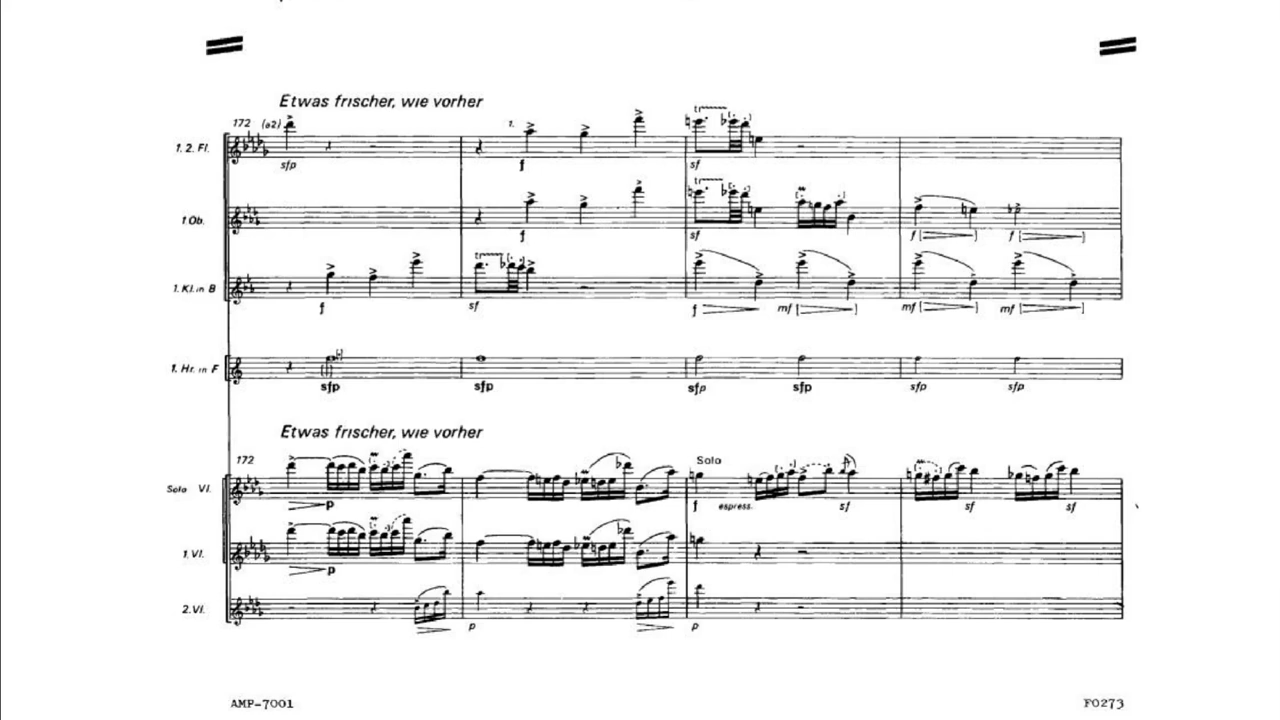 Etwas frischer, wie vorher
172 (a2) 1.
1. 2. Fl.
sfp f sf
1 Ob.
f sf f f
1. Kl. in B
f sf f mf mf mf
1. Hr. in F
sfp sfp sfp sfp sfp sfp
Etwas frischer, wie vorher
172 Solo
Solo Vl.
p f espress. sf sf sf
1. Vl.
p
2. Vl.
p p
AMP-7001 F0273